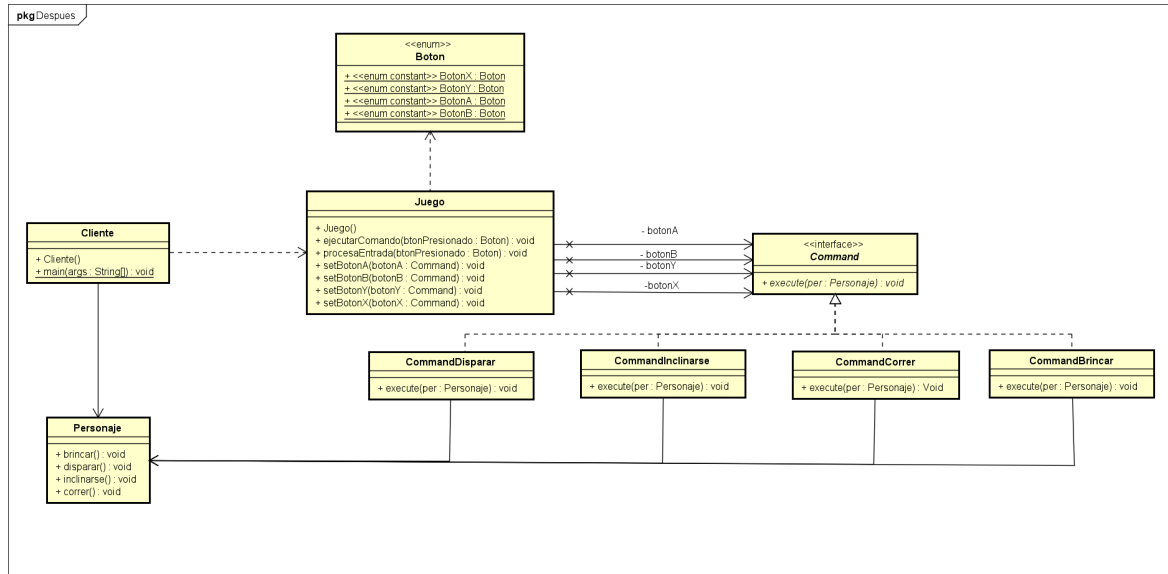 pkg Despues
<<enum>>
Boton
+ <<enum constant>> BotonX : Boton
+ <<enum constant>> BotonY : Boton
+ <<enum constant>> BotonA : Boton
+ <<enum constant>> BotonB : Boton
Juego
+ Juego()
+ ejecutarComando(btonPresionado : Boton) : void
+ procesaEntrada(btonPresionado : Boton) : void
+ setBotonA(botonA : Command) : void
+ setBotonB(botonB : Command) : void
+ setBotonY(botonY : Command) : void
+ setBotonX(botonX : Command) : void
Cliente
+ Cliente()
+ main(args : String[]) : void
- botonA
- botonB
- botonY
-botonX
<<interface>>
Command
+ execute(per : Personaje) : void
CommandDisparar
+ execute(per : Personaje) : void
CommandInclinarse
+ execute(per : Personaje) : void
CommandCorrer
+ execute(per : Personaje) : Void
CommandBrincar
+ execute(per : Personaje) : void
Personaje
+ brincar() : void
+ disparar() : void
+ inclinarse() : void
+ correr() : void